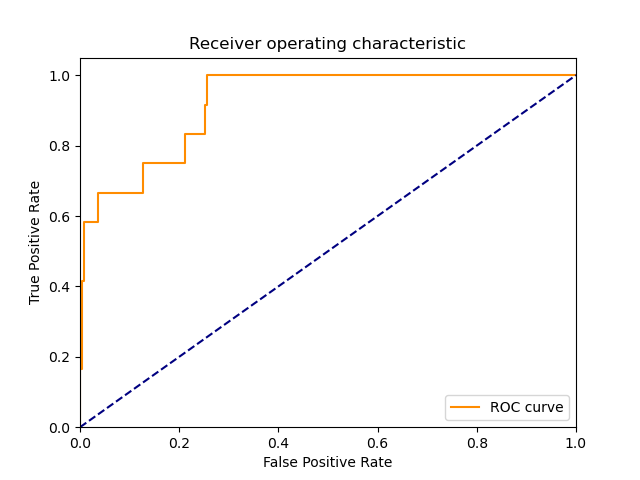 Receiver operating characteristic
True Positive Rate
1.0
0.8
0.6
0.4
0.2
0.0
0.0 0.2 0.4 0.6 0.8 1.0
False Positive Rate
ROC curve